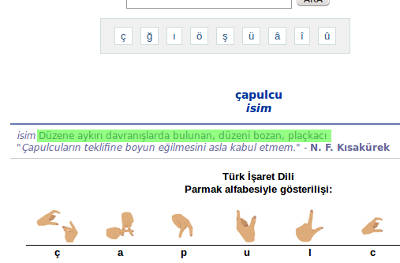 ARA
ç ğ ı ö ş ü â î û
çapulcu
isim
isim Düzene aykırı davranışlarda bulunan, düzeni bozan, plaçkacı
"Çapulcuların teklifine boyun eğilmesini asla kabul etmem." - N. F. Kısakürek
Türk İşaret Dili
Parmak alfabesiyle gösterilişi:
ç a p u l c